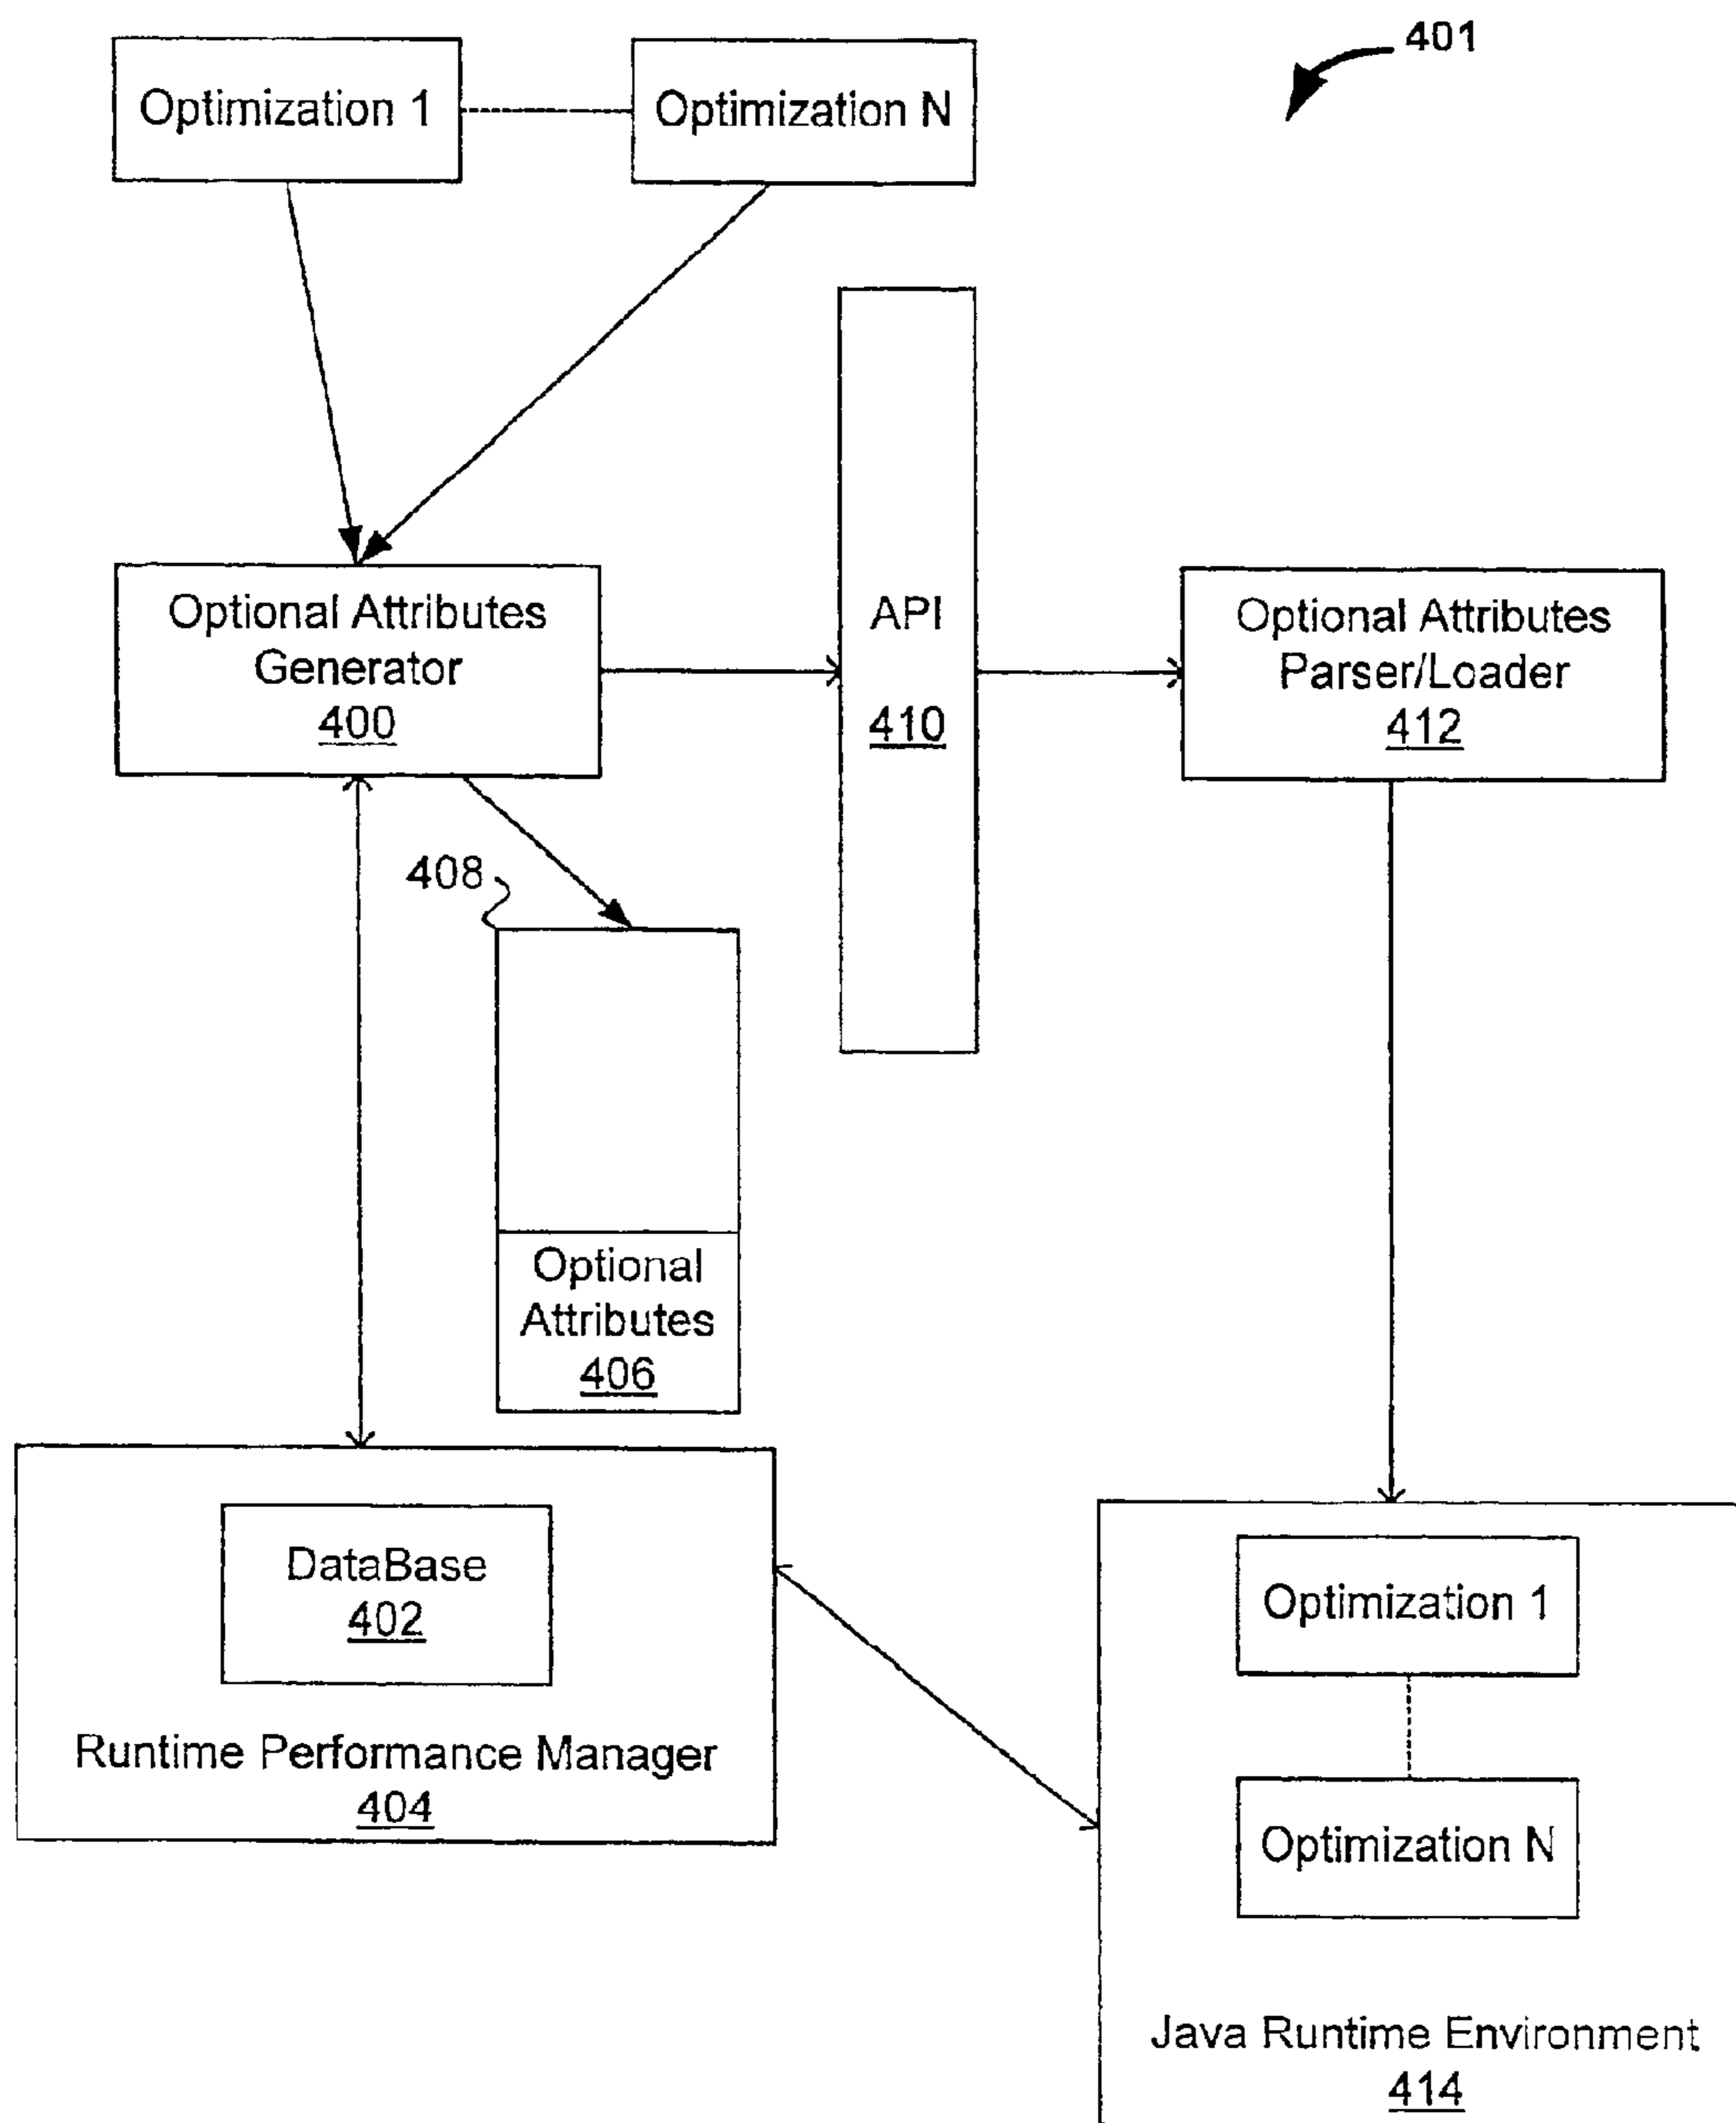 401
Optimization 1
Optimization N
Optional Attributes
Generator
400
API
410
Optional Attributes
Parser/Loader
412
408
Optional
Attributes
406
DataBase
402
Runtime Performance Manager
404
Optimization 1
Optimization N
Java Runtime Environment
414